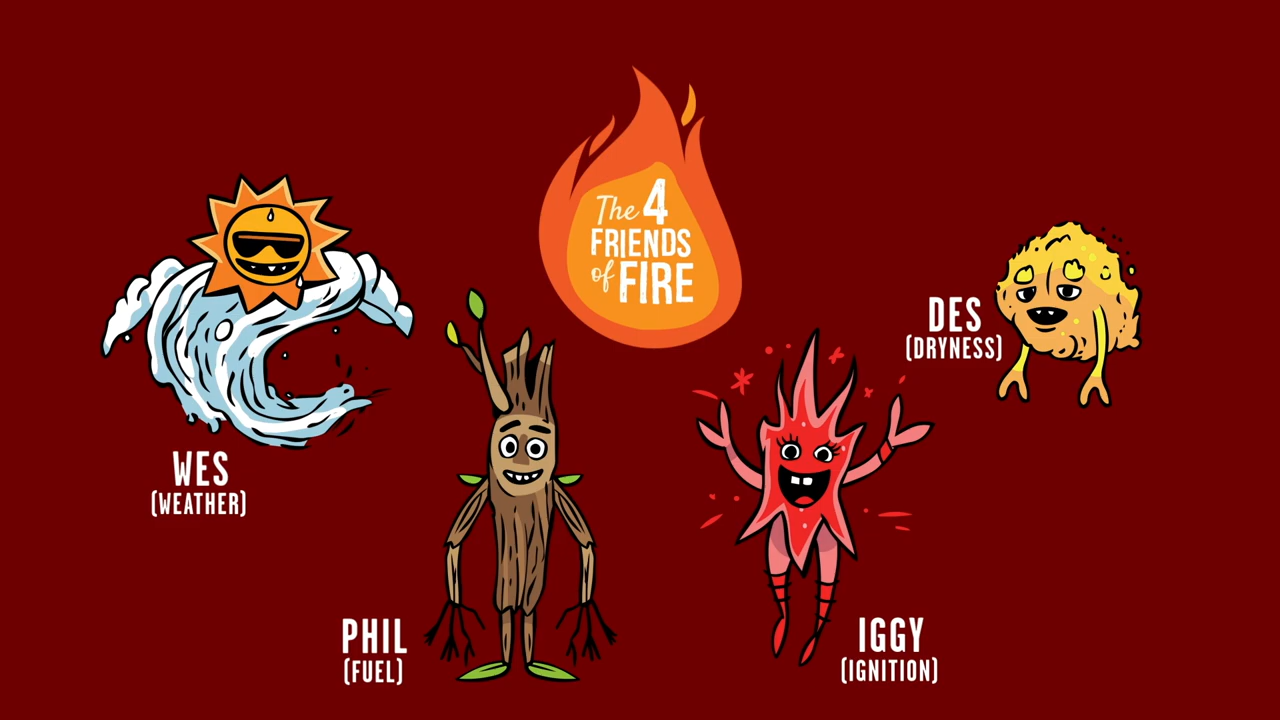 The 4
FRIENDS
of FIRE
DES
(DRYNESS)
WES
(WEATHER)
PHIL
(FUEL)
IGGY
(IGNITION)